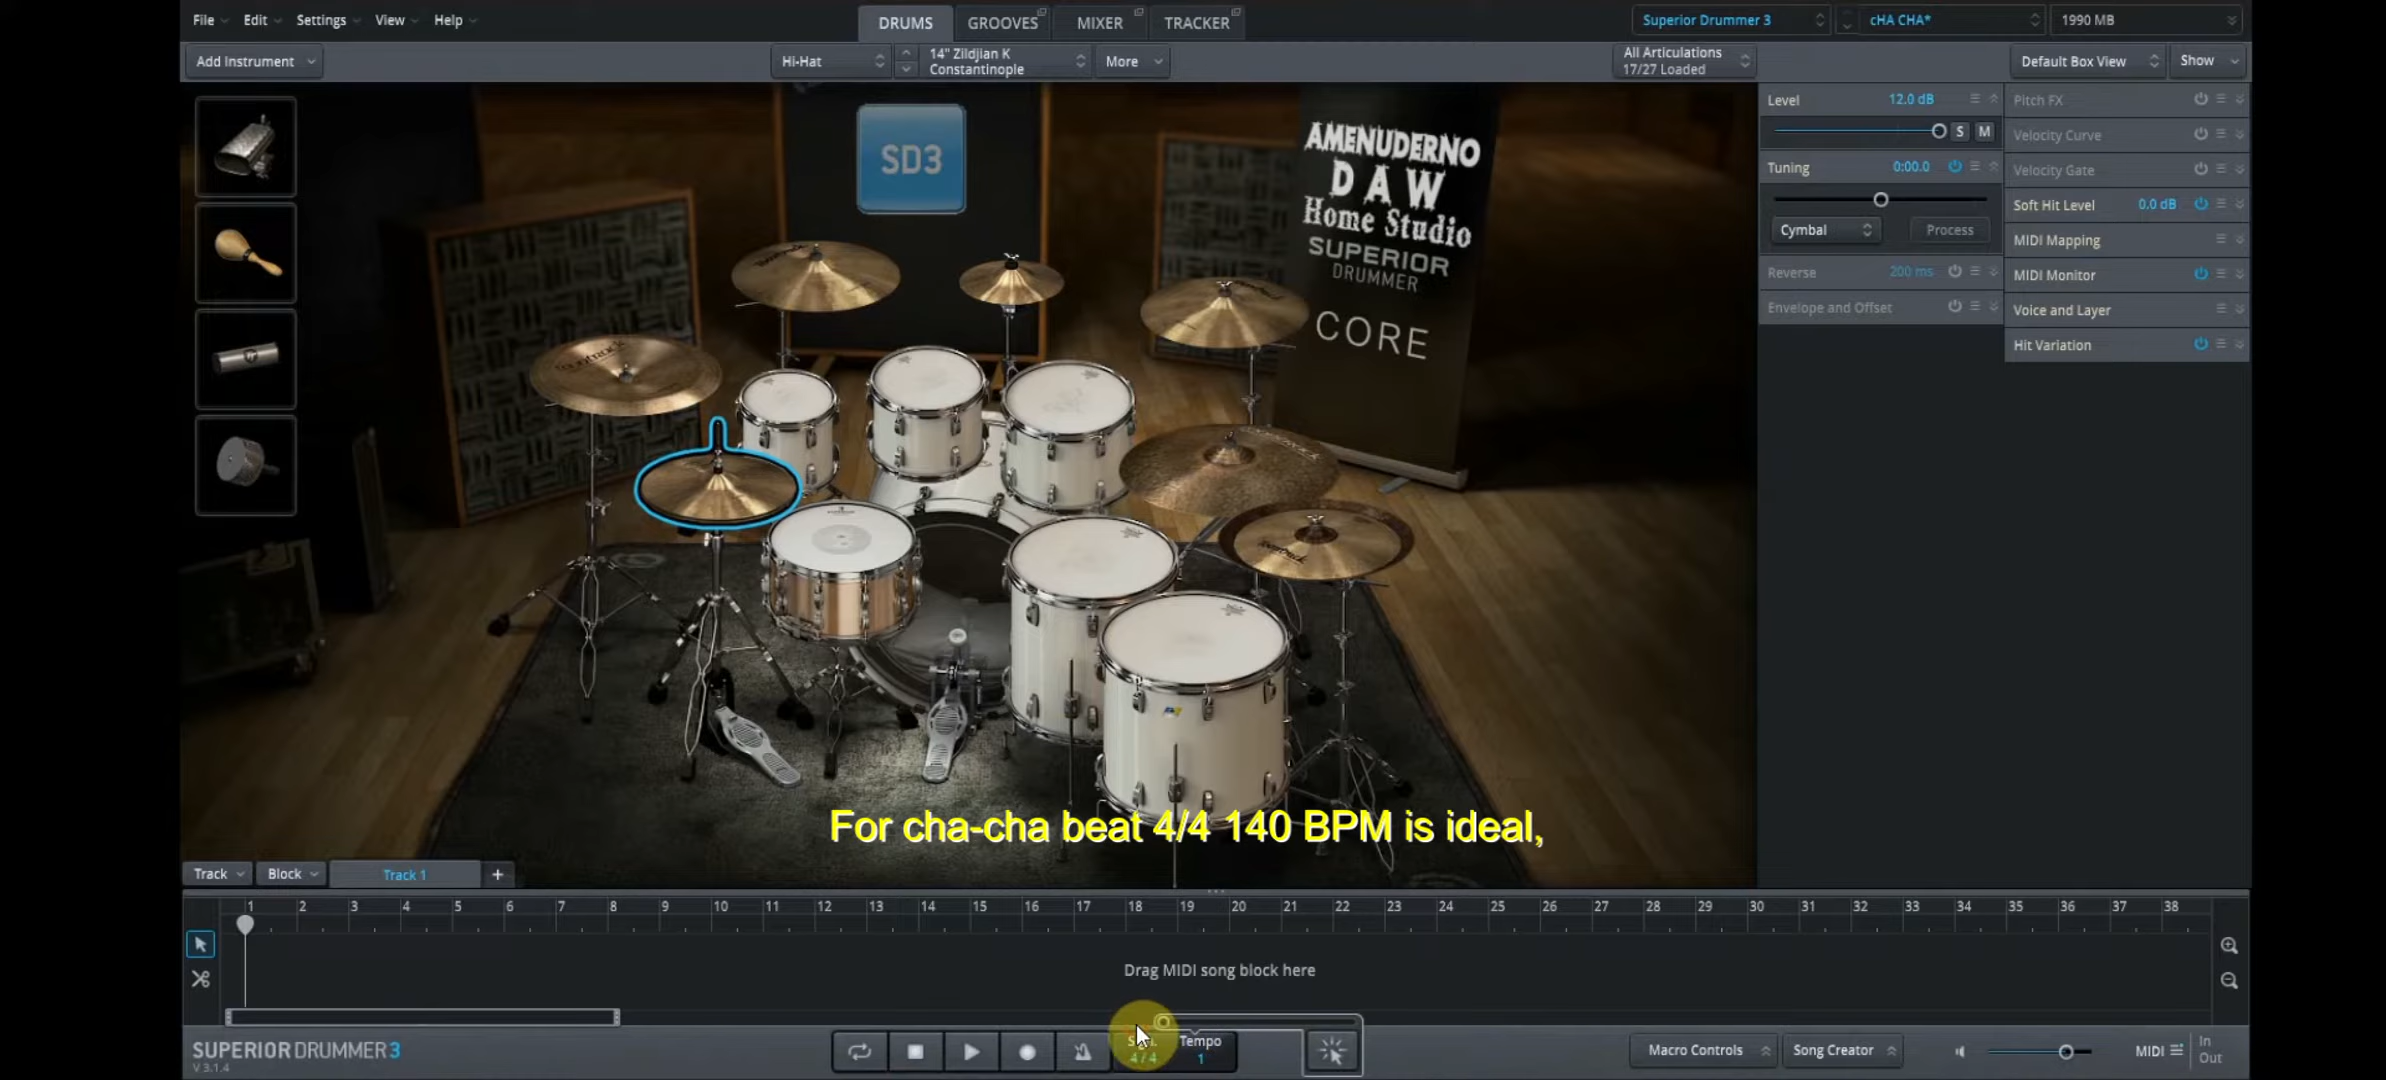 File Edit Settings View Help
DRUMS GROOVES MIXER TRACKER
Superior Drummer 3 cHA CHA* 1990 MB
Add Instrument
Hi-Hat
14" Zildjian K
Constantinople
More
All Articulations
17/27 Loaded
Default Box View Show
SD3
AMENUDERNO
DAW
Home Studio
SUPERIOR
DRUMMER
CORE
Level 12.0 dB
S M
Tuning 0:00.0
Cymbal Process
Reverse 200 ms
Envelope and Offset
Pitch FX
Velocity Curve
Velocity Gate
Soft Hit Level 0.0 dB
MIDI Mapping
MIDI Monitor
Voice and Layer
Hit Variation
For cha-cha beat 4/4 140 BPM is ideal,
Track Block Track 1 +
1 2 3 4 5 6 7 8 9 10 11 12 13 14 15 16 17 18 19 20 21 22 23 24 25 26 27 28 29 30 31 32 33 34 35 36 37 38
Drag MIDI song block here
SUPERIOR DRUMMER 3
V 3.1.4
Sign.
4/4
Tempo
1
Macro Controls Song Creator
MIDI
In
Out